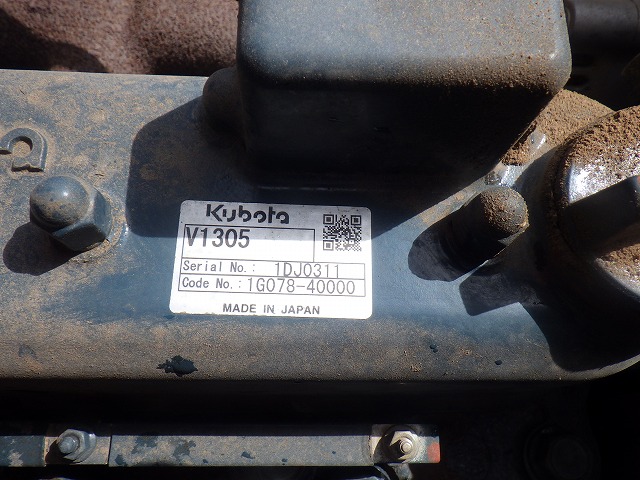 Kubota
V1305
Serial No.: 1DJ0311
Code No.: 1G078-40000
MADE IN JAPAN